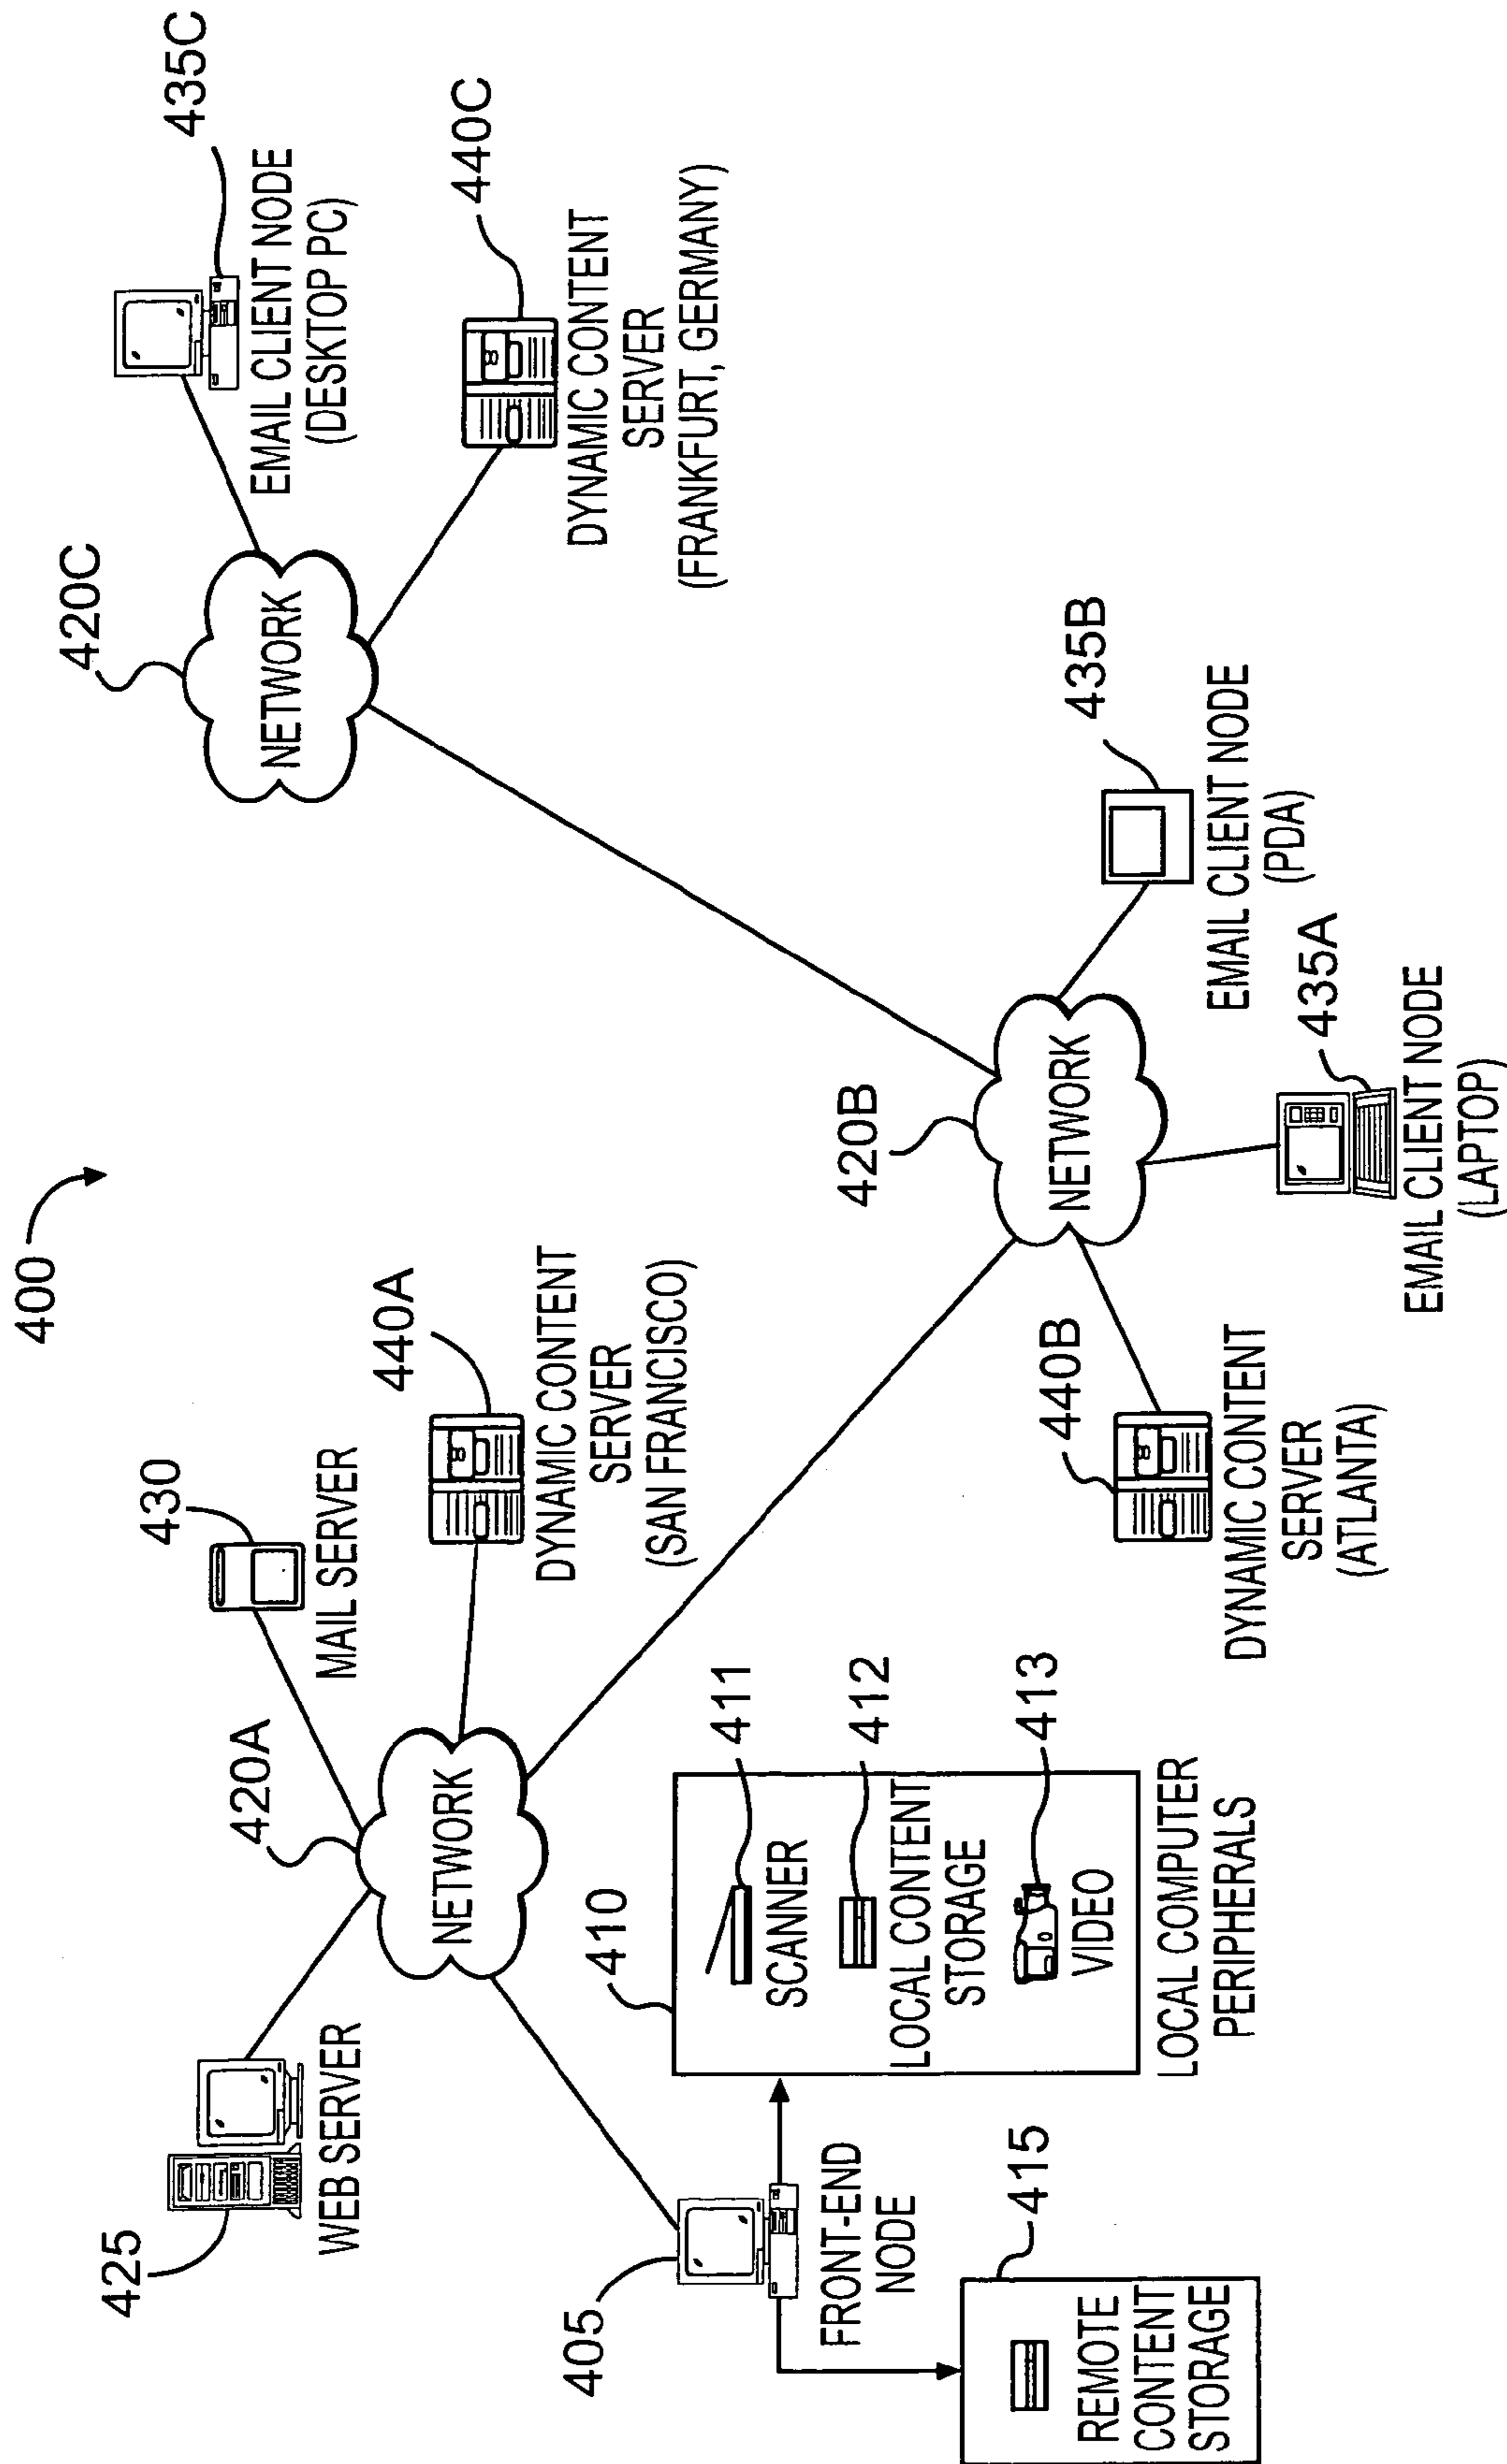 400
425
WEB SERVER
430
MAIL SERVER
420A
NETWORK
440A
DYNAMIC CONTENT
SERVER
(SAN FRANCISCO)
405
FRONT-END
NODE
415
REMOTE
CONTENT
STORAGE
410
411
SCANNER
412
LOCAL CONTENT
STORAGE
413
VIDEO
LOCAL COMPUTER
PERIPHERALS
420B
NETWORK
440B
DYNAMIC CONTENT
SERVER
(ATLANTA)
435A
EMAIL CLIENT NODE
(LAPTOP)
435B
EMAIL CLIENT NODE
(PDA)
420C
NETWORK
435C
EMAIL CLIENT NODE
(DESKTOP PC)
440C
DYNAMIC CONTENT
SERVER
(FRANKFURT, GERMANY)